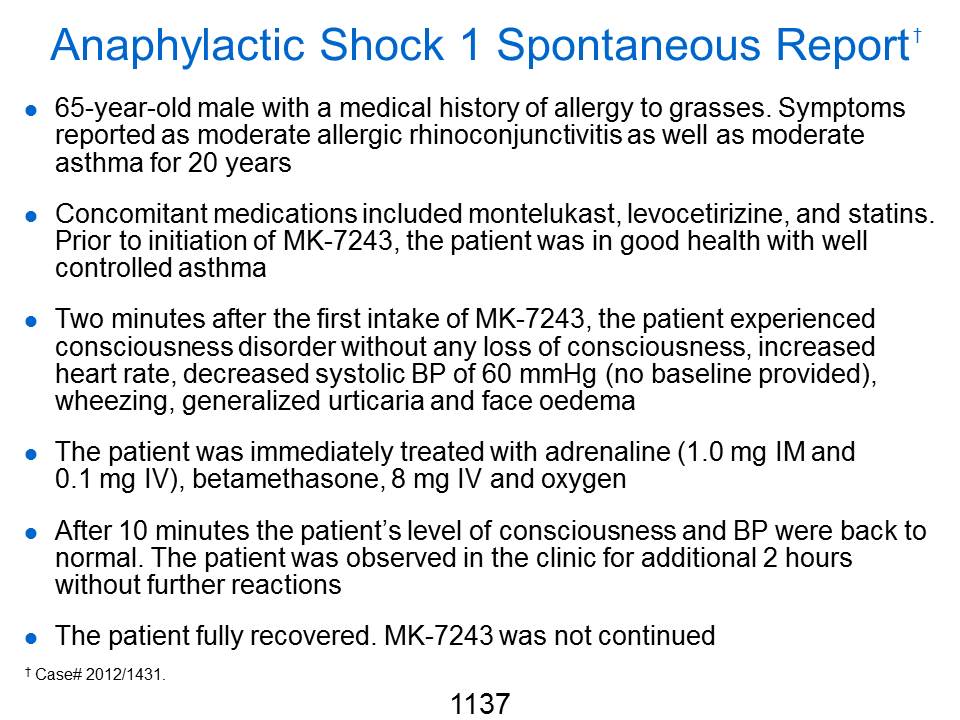 Anaphylactic Shock 1 Spontaneous Report†
● 65-year-old male with a medical history of allergy to grasses. Symptoms
reported as moderate allergic rhinoconjunctivitis as well as moderate
asthma for 20 years
● Concomitant medications included montelukast, levocetirizine, and statins.
Prior to initiation of MK-7243, the patient was in good health with well
controlled asthma
● Two minutes after the first intake of MK-7243, the patient experienced
consciousness disorder without any loss of consciousness, increased
heart rate, decreased systolic BP of 60 mmHg (no baseline provided),
wheezing, generalized urticaria and face oedema
● The patient was immediately treated with adrenaline (1.0 mg IM and
0.1 mg IV), betamethasone, 8 mg IV and oxygen
● After 10 minutes the patient’s level of consciousness and BP were back to
normal. The patient was observed in the clinic for additional 2 hours
without further reactions
● The patient fully recovered. MK-7243 was not continued
† Case# 2012/1431.
1137